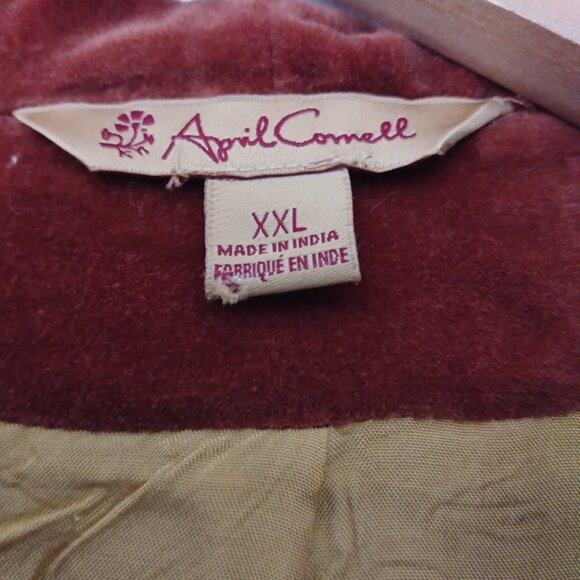 April Cornell
XXL
MADE IN INDIA
FABRIQUÉ EN INDE